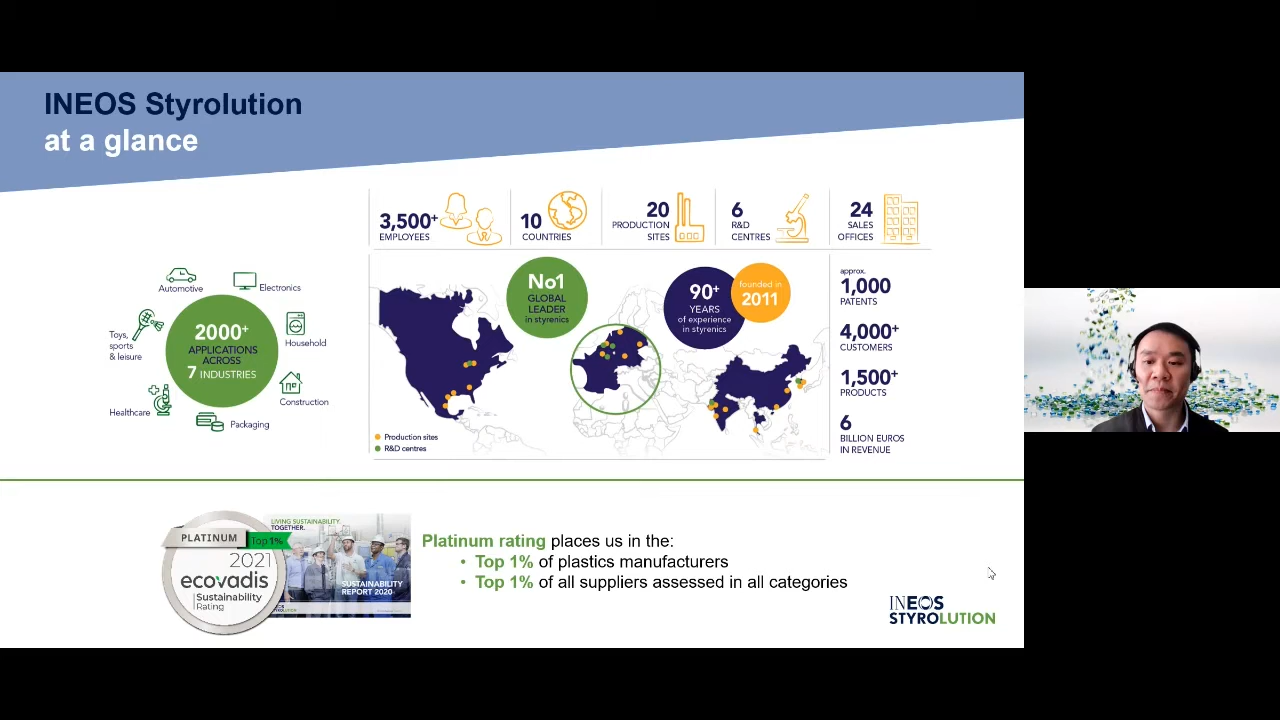 INEOS Styrolution
at a glance
3,500+
EMPLOYEES
10
COUNTRIES
20
PRODUCTION
SITES
6
R&D
CENTRES
24
SALES
OFFICES
Automotive
Electronics
Toys,
sports
& leisure
Household
2000+
APPLICATIONS
ACROSS
7 INDUSTRIES
Construction
Healthcare
Packaging
No1
GLOBAL
LEADER
in styrenics
90+
YEARS
of experience
in styrenics
founded in
2011
Production sites
R&D centres
approx.
1,000
PATENTS
4,000+
CUSTOMERS
1,500+
PRODUCTS
6
BILLION EUROS
IN REVENUE
PLATINUM
Top 1%
2021
ecovadis
Sustainability
Rating
LIVING SUSTAINABILITY.
TOGETHER.
SUSTAINABILITY
REPORT 2020
INEOS
STYROLUTION
Platinum rating places us in the:
• Top 1% of plastics manufacturers
• Top 1% of all suppliers assessed in all categories
INEOS
STYROLUTION